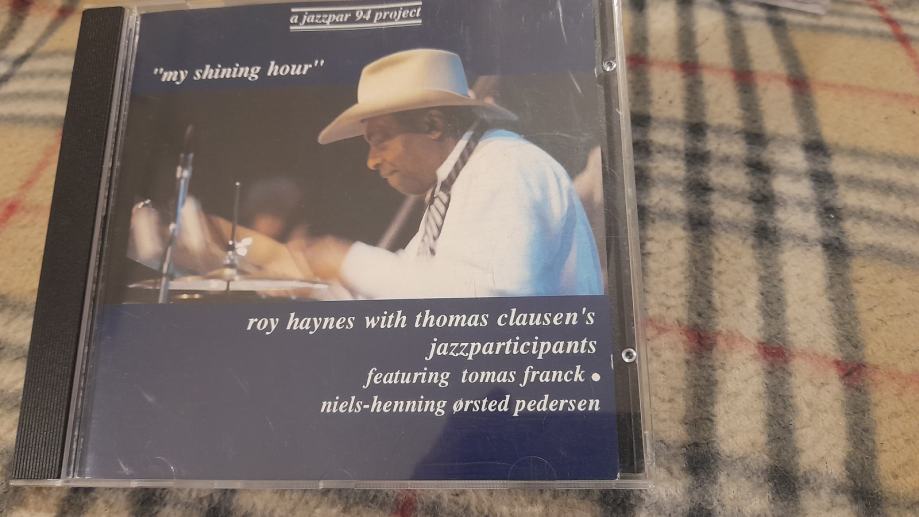 a jazzpar 94 project
"my shining hour"
roy haynes with thomas clausen's
jazzparticipants
featuring tomas franck •
niels-henning ørsted pedersen